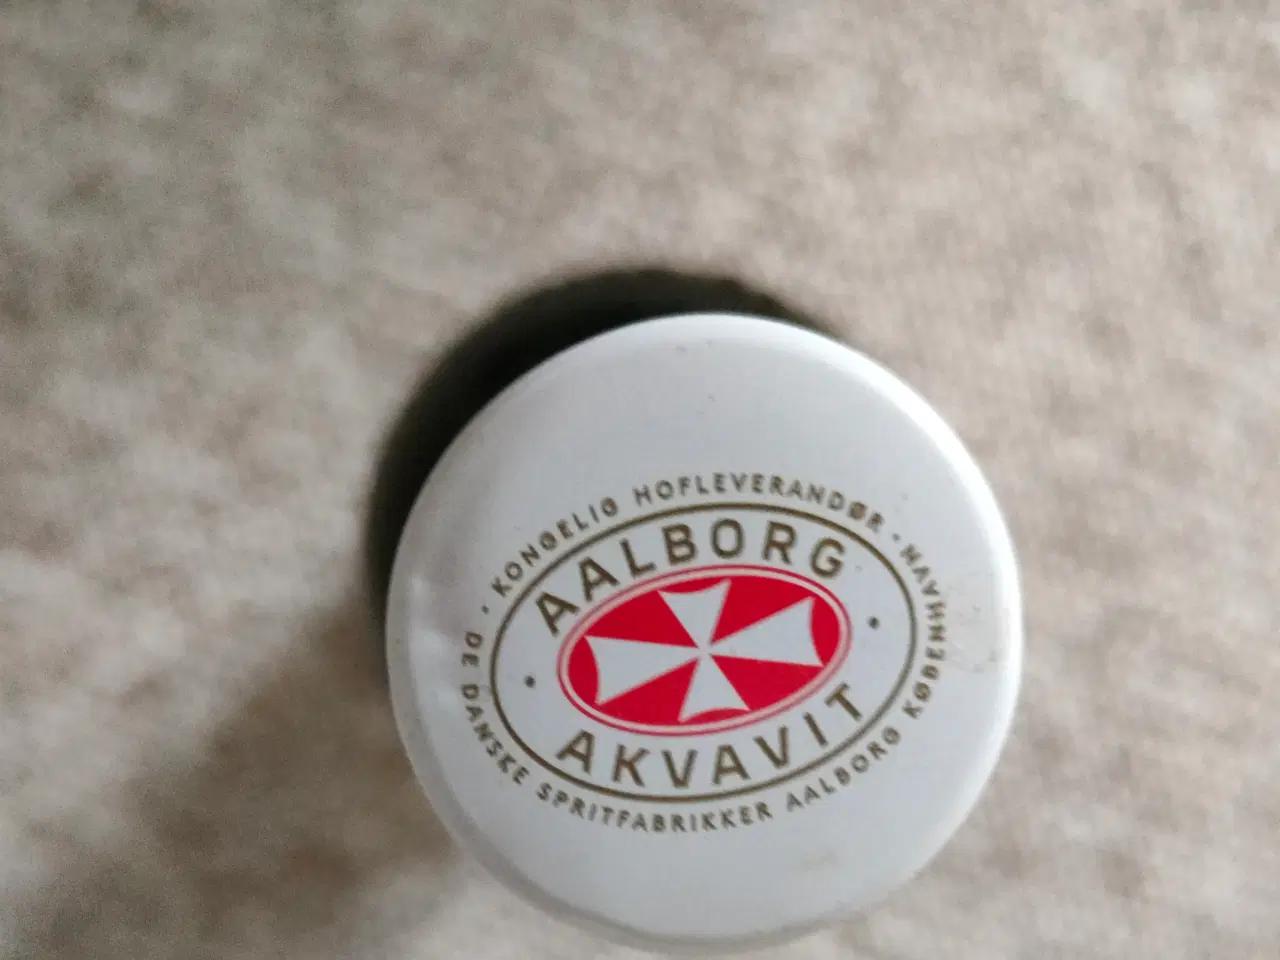 KONGELIG HOFLEVERANDØR
AALBORG
AKVAVIT
DE DANSKE SPRITFABRIKKER AALBORG KØBENHAVN